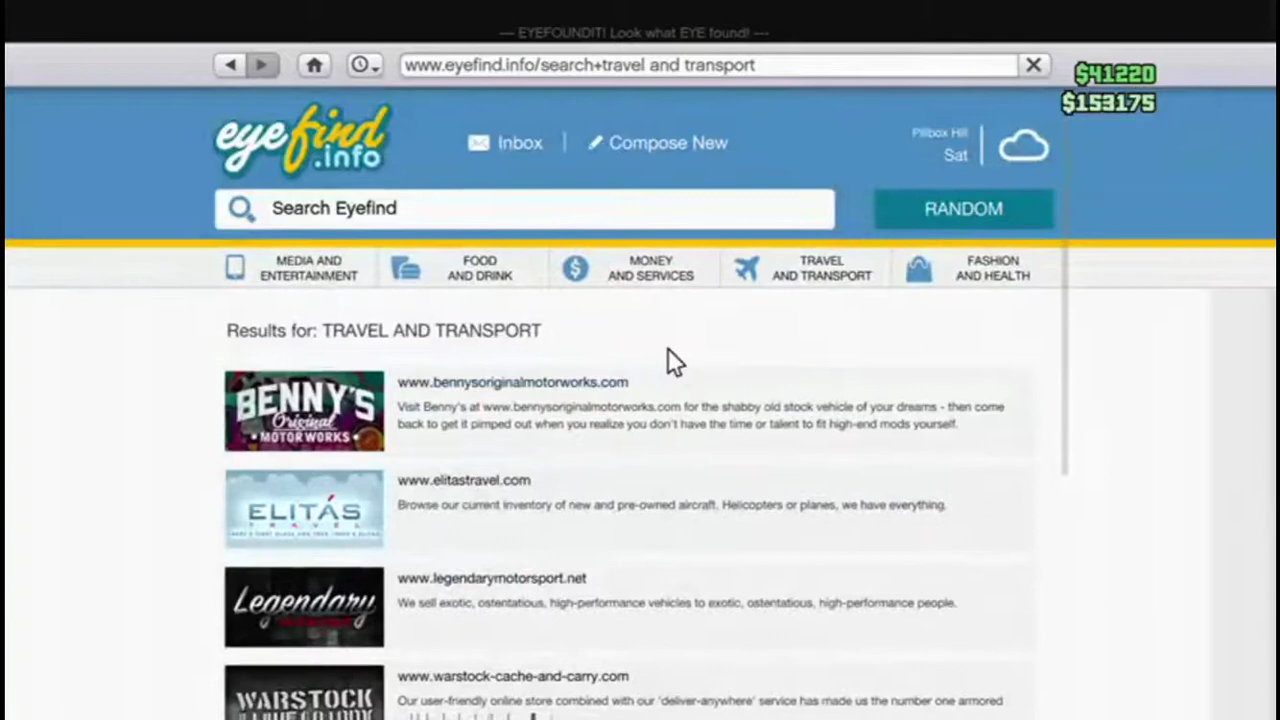 — EYEFOUNDIT! Look what EYE found! —
www.eyefind.info/search+travel and transport
$41220
$153175
eyefind
.info
Inbox
Compose New
Pillbox Hill
Sat
Search Eyefind
RANDOM
MEDIA AND
ENTERTAINMENT
FOOD
AND DRINK
MONEY
AND SERVICES
TRAVEL
AND TRANSPORT
FASHION
AND HEALTH
Results for: TRAVEL AND TRANSPORT
BENNY'S
Original
MOTOR WORKS
www.bennysoriginalmotorworks.com
Visit Benny's at www.bennysoriginalmotorworks.com for the shabby old stock vehicle of your dreams - then come
back to get it pimped out when you realize you don't have the time or talent to fit high-end mods yourself.
ELITÁS
TRAVEL
www.elitastravel.com
Browse our current inventory of new and pre-owned aircraft. Helicopters or planes, we have everything.
Legendary
www.legendarymotorsport.net
We sell exotic, ostentatious, high-performance vehicles to exotic, ostentatious, high-performance people.
WARSTOCK
www.warstock-cache-and-carry.com
Our user-friendly online store combined with our 'deliver-anywhere' service has made us the number one armored